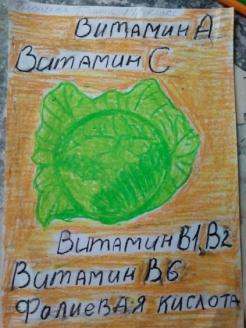 Витамин А
Витамин С
Витамин В1, В2
Витамин В6
Фолиевая кислота